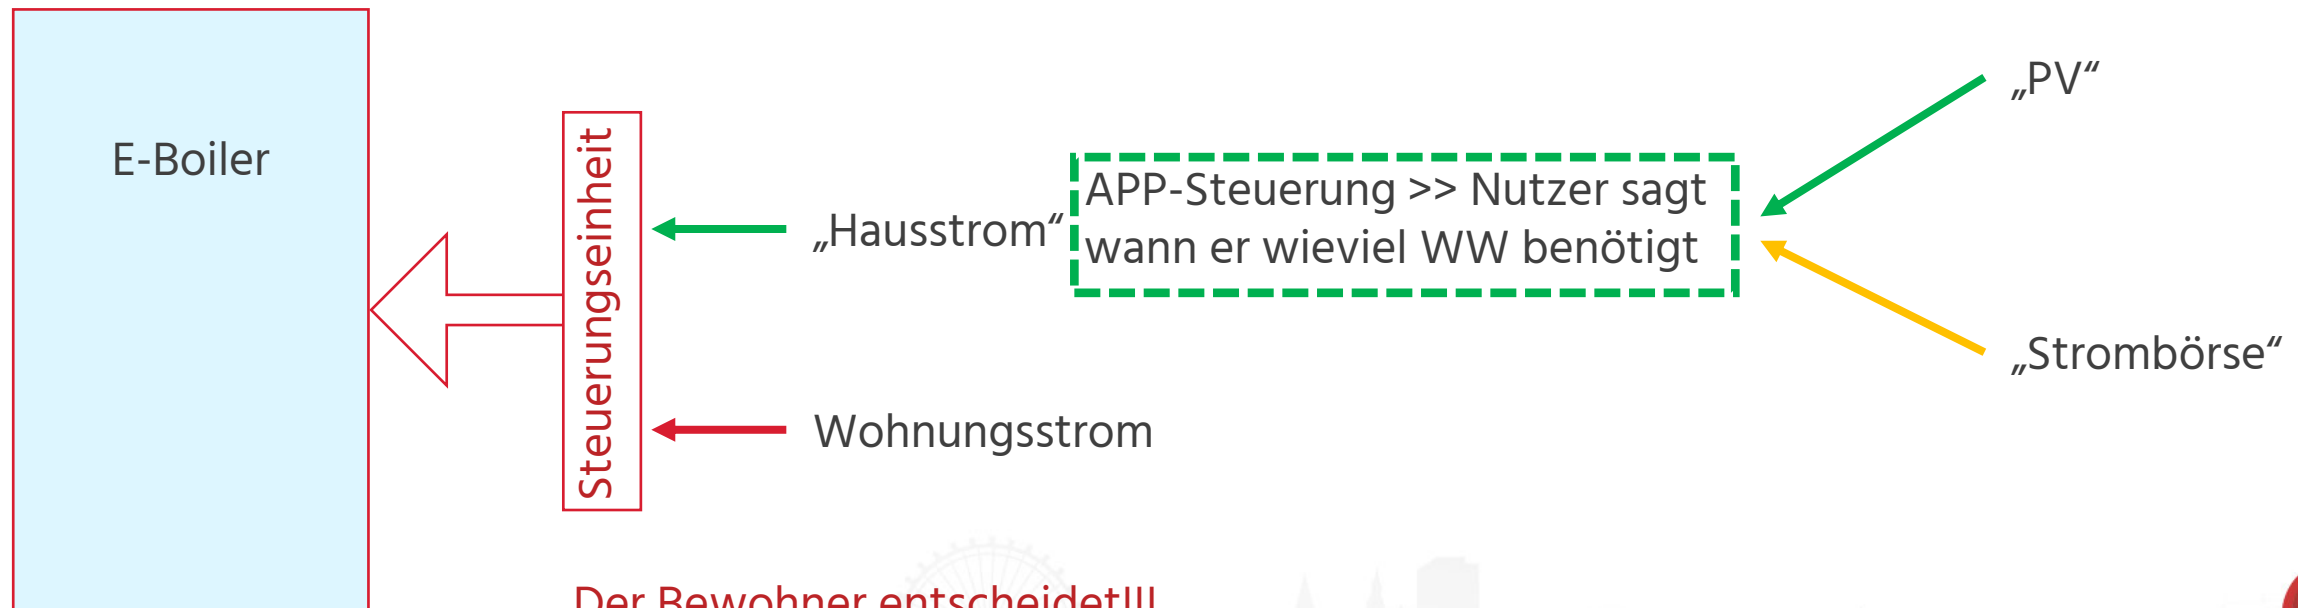 „PV“
E-Boiler
Steuerungseinheit
APP-Steuerung >> Nutzer sagt
„Hausstrom“
wann er wieviel WW benötigt
„Strombörse“
Wohnungsstrom
Der Bewohner entscheidet!!!